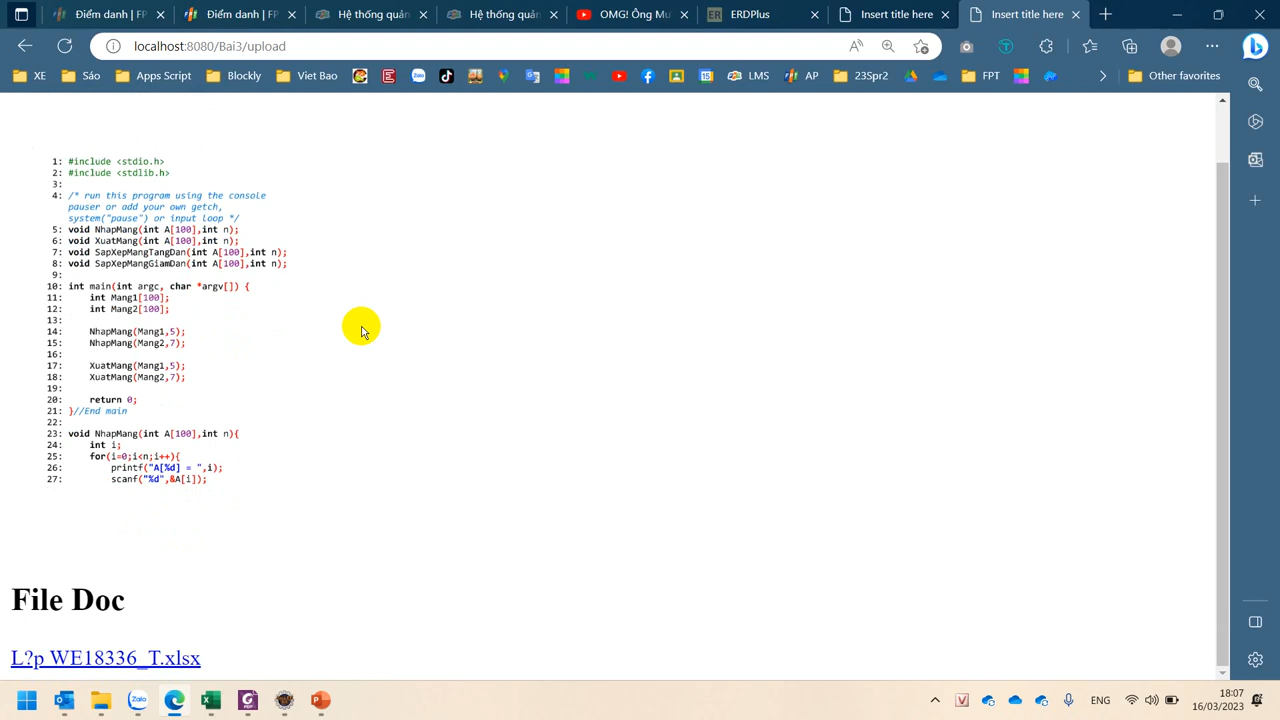 Điểm danh | FP
Điểm danh | FP
Hệ thống quản
Hệ thống quản
OMG! Ông Mu
ER
ERDPlus
Insert title here
Insert title here
localhost:8080/Bai3/upload
XE
Sáo
Apps Script
Blockly
Viet Bao
LMS
AP
23Spr2
FPT
Other favorites
1: #include <stdio.h>
2: #include <stdlib.h>
3:
4: /* run this program using the console
pauser or add your own getch,
system("pause") or input loop */
5: void NhapMang(int A[100],int n);
6: void XuatMang(int A[100],int n);
7: void SapXepMangTangDan(int A[100],int n);
8: void SapXepMangGiamDan(int A[100],int n);
9:
10: int main(int argc, char *argv[]) {
11: int Mang1[100];
12: int Mang2[100];
13:
14: NhapMang(Mang1,5);
15: NhapMang(Mang2,7);
16:
17: XuatMang(Mang1,5);
18: XuatMang(Mang2,7);
19:
20: return 0;
21: }//End main
22:
23: void NhapMang(int A[100],int n){
24: int i;
25: for(i=0;i<n;i++){
26: printf("A[%d] = ",i);
27: scanf("%d",&A[i]);
File Doc
L?p WE18336_T.xlsx
Zalo
ENG
18:07
16/03/2023